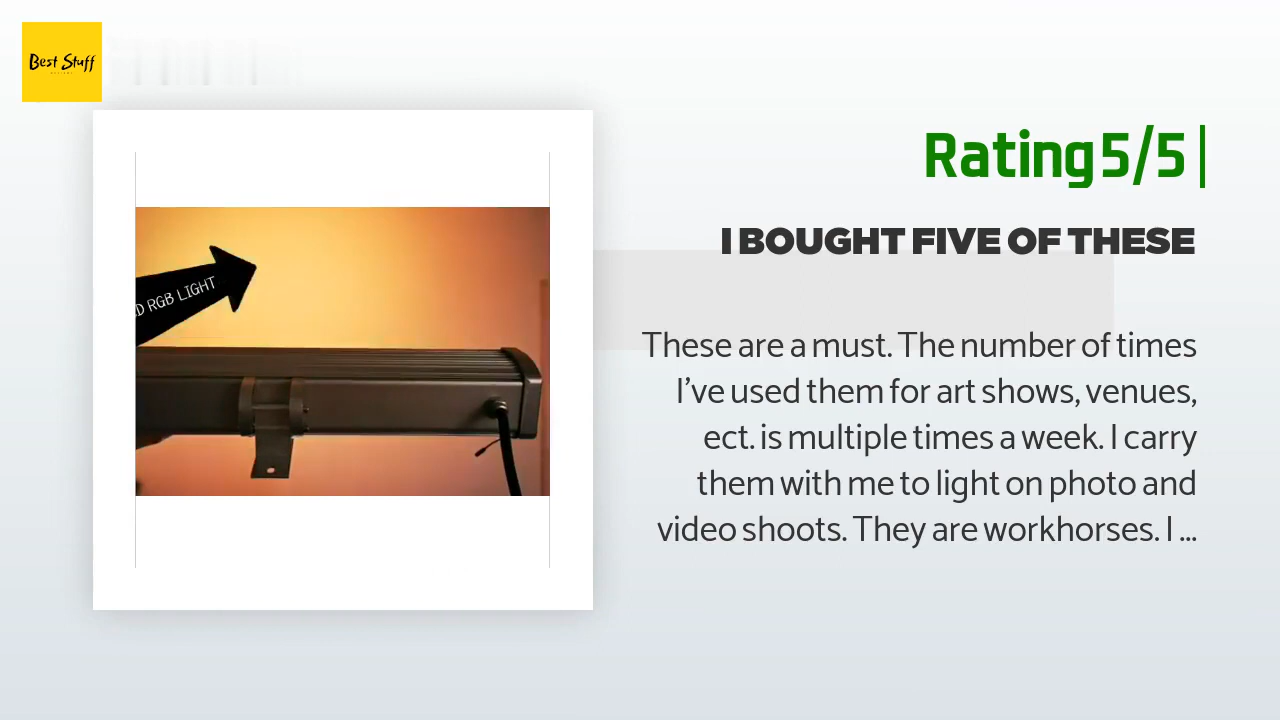 Best Stuff
Rating 5/5 |
I BOUGHT FIVE OF THESE
D RGB LIGHT
These are a must. The number of times
I've used them for art shows, venues,
ect. is multiple times a week. I carry
them with me to light on photo and
video shoots. They are workhorses. I ...